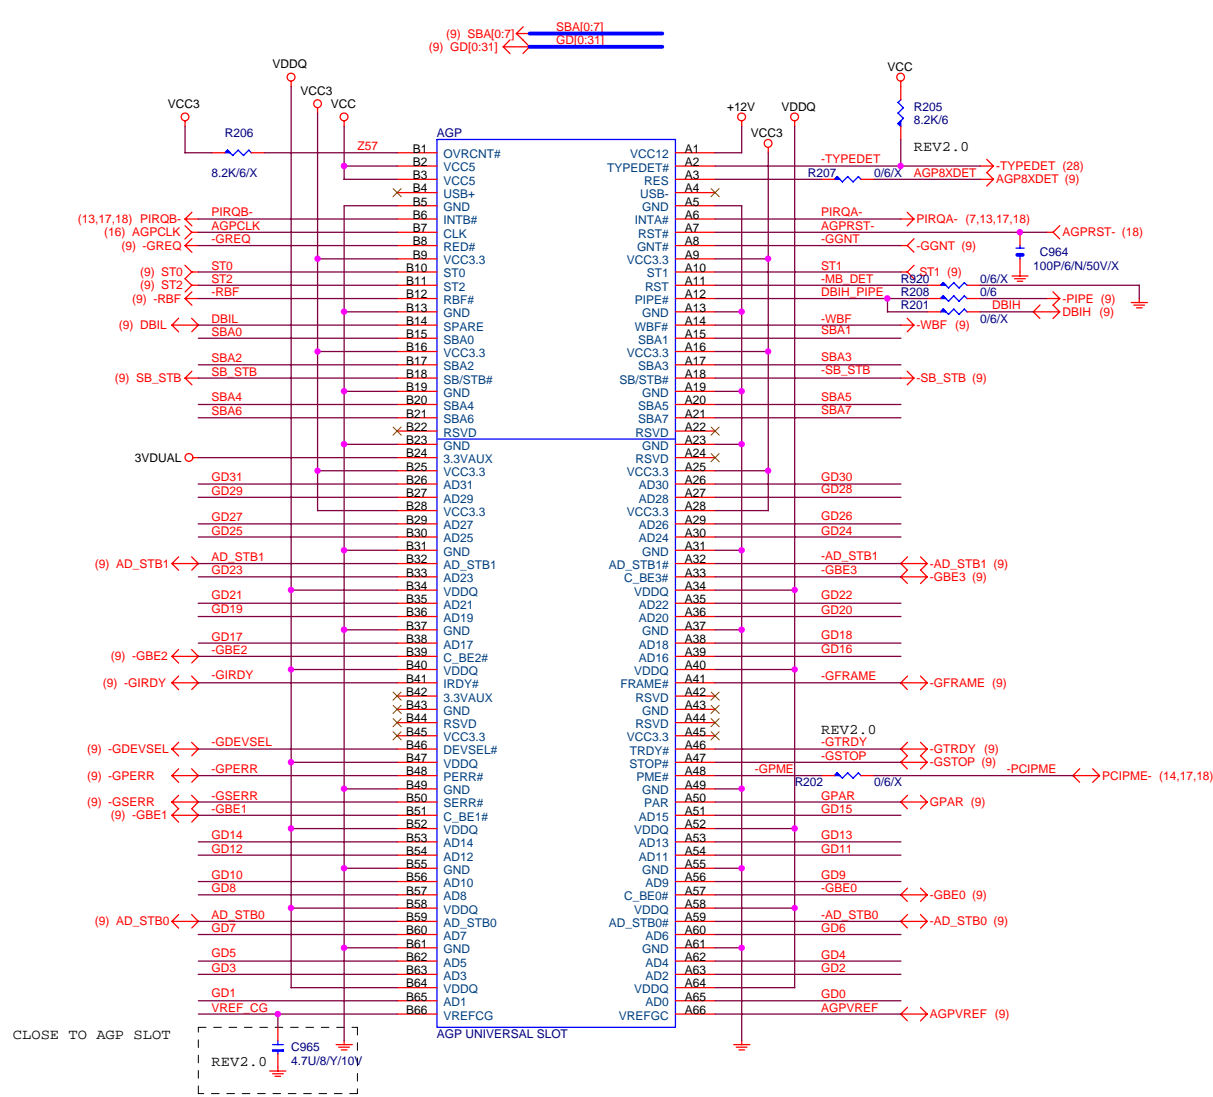 (9) SBA[0:7] SBA[0:7]
(9) GD[0:31] GD[0:31]
VDDQ
VCC
VCC3
VCC3 VCC
+12V VDDQ
VCC3
R205
8.2K/6
R206
8.2K/6/X
REV2.0
AGP
Z57 B1 OVRCNT# VCC12 A1
B2 VCC5 TYPEDET# A2 -TYPEDET -TYPEDET (28)
B3 VCC5 RES A3 R207 0/6/X AGP8XDET AGP8XDET (9)
B4 USB+ USB- A4
B5 GND GND A5
(13,17,18) PIRQB- PIRQB- B6 INTB# INTA# A6 PIRQA- PIRQA- (7,13,17,18)
(16) AGPCLK AGPCLK B7 CLK RST# A7 AGPRST- AGPRST- (18)
(9) -GREQ -GREQ B8 RED# GNT# A8 -GGNT -GGNT (9)
C964
100P/6/N/50V/X
B9 VCC3.3 VCC3.3 A9
(9) ST0 ST0 B10 ST0 ST1 A10 ST1 ST1 (9)
(9) ST2 ST2 B11 ST2 RST A11 -MB_DET R920 0/6/X
(9) -RBF -RBF B12 RBF# PIPE# A12 DBIH_PIPE R208 0/6 -PIPE (9)
B13 GND GND A13 R201 0/6/X DBIH DBIH (9)
(9) DBIL DBIL B14 SPARE WBF# A14 -WBF -WBF (9)
SBA0 B15 SBA0 SBA1 A15 SBA1
B16 VCC3.3 VCC3.3 A16
SBA2 B17 SBA2 SBA3 A17 SBA3
(9) SB_STB SB_STB B18 SB/STB# SB/STB# A18 -SB_STB -SB_STB (9)
B19 GND GND A19
SBA4 B20 SBA4 SBA5 A20 SBA5
SBA6 B21 SBA6 SBA7 A21 SBA7
B22 RSVD RSVD A22
B23 GND GND A23
3VDUAL B24 3.3VAUX RSVD A24
B25 VCC3.3 VCC3.3 A25
GD31 B26 AD31 AD30 A26 GD30
GD29 B27 AD29 AD28 A27 GD28
B28 VCC3.3 VCC3.3 A28
GD27 B29 AD27 AD26 A29 GD26
GD25 B30 AD25 AD24 A30 GD24
B31 GND GND A31
(9) AD_STB1 AD_STB1 B32 AD_STB1 AD_STB1# A32 -AD_STB1 -AD_STB1 (9)
GD23 B33 AD23 C_BE3# A33 -GBE3 -GBE3 (9)
B34 VDDQ VDDQ A34
GD21 B35 AD21 AD22 A35 GD22
GD19 B36 AD19 AD20 A36 GD20
B37 GND GND A37
GD17 B38 AD17 AD18 A38 GD18
(9) -GBE2 -GBE2 B39 C_BE2# AD16 A39 GD16
B40 VDDQ VDDQ A40
(9) -GIRDY -GIRDY B41 IRDY# FRAME# A41 -GFRAME -GFRAME (9)
B42 3.3VAUX RSVD A42
B43 GND GND A43
B44 RSVD RSVD A44
B45 VCC3.3 VCC3.3 A45 REV2.0
(9) -GDEVSEL -GDEVSEL B46 DEVSEL# TRDY# A46 -GTRDY -GTRDY (9)
B47 VDDQ STOP# A47 -GSTOP -GSTOP (9)
(9) -GPERR -GPERR B48 PERR# PME# A48 -GPME R202 0/6/X -PCIPME PCIPME- (14,17,18)
B49 GND GND A49
(9) -GSERR -GSERR B50 SERR# PAR A50 GPAR GPAR (9)
(9) -GBE1 -GBE1 B51 C_BE1# AD15 A51 GD15
B52 VDDQ VDDQ A52
GD14 B53 AD14 AD13 A53 GD13
GD12 B54 AD12 AD11 A54 GD11
B55 GND GND A55
GD10 B56 AD10 AD9 A56 GD9
GD8 B57 AD8 C_BE0# A57 -GBE0 -GBE0 (9)
B58 VDDQ VDDQ A58
(9) AD_STB0 AD_STB0 B59 AD_STB0 AD_STB0# A59 -AD_STB0 -AD_STB0 (9)
GD7 B60 AD7 AD6 A60 GD6
B61 GND GND A61
GD5 B62 AD5 AD4 A62 GD4
GD3 B63 AD3 AD2 A63 GD2
B64 VDDQ VDDQ A64
GD1 B65 AD1 AD0 A65 GD0
VREF_CG B66 VREFCG VREFGC A66 AGPVREF AGPVREF (9)
AGP UNIVERSAL SLOT
CLOSE TO AGP SLOT
C965
REV2.0 4.7U/8/Y/10V